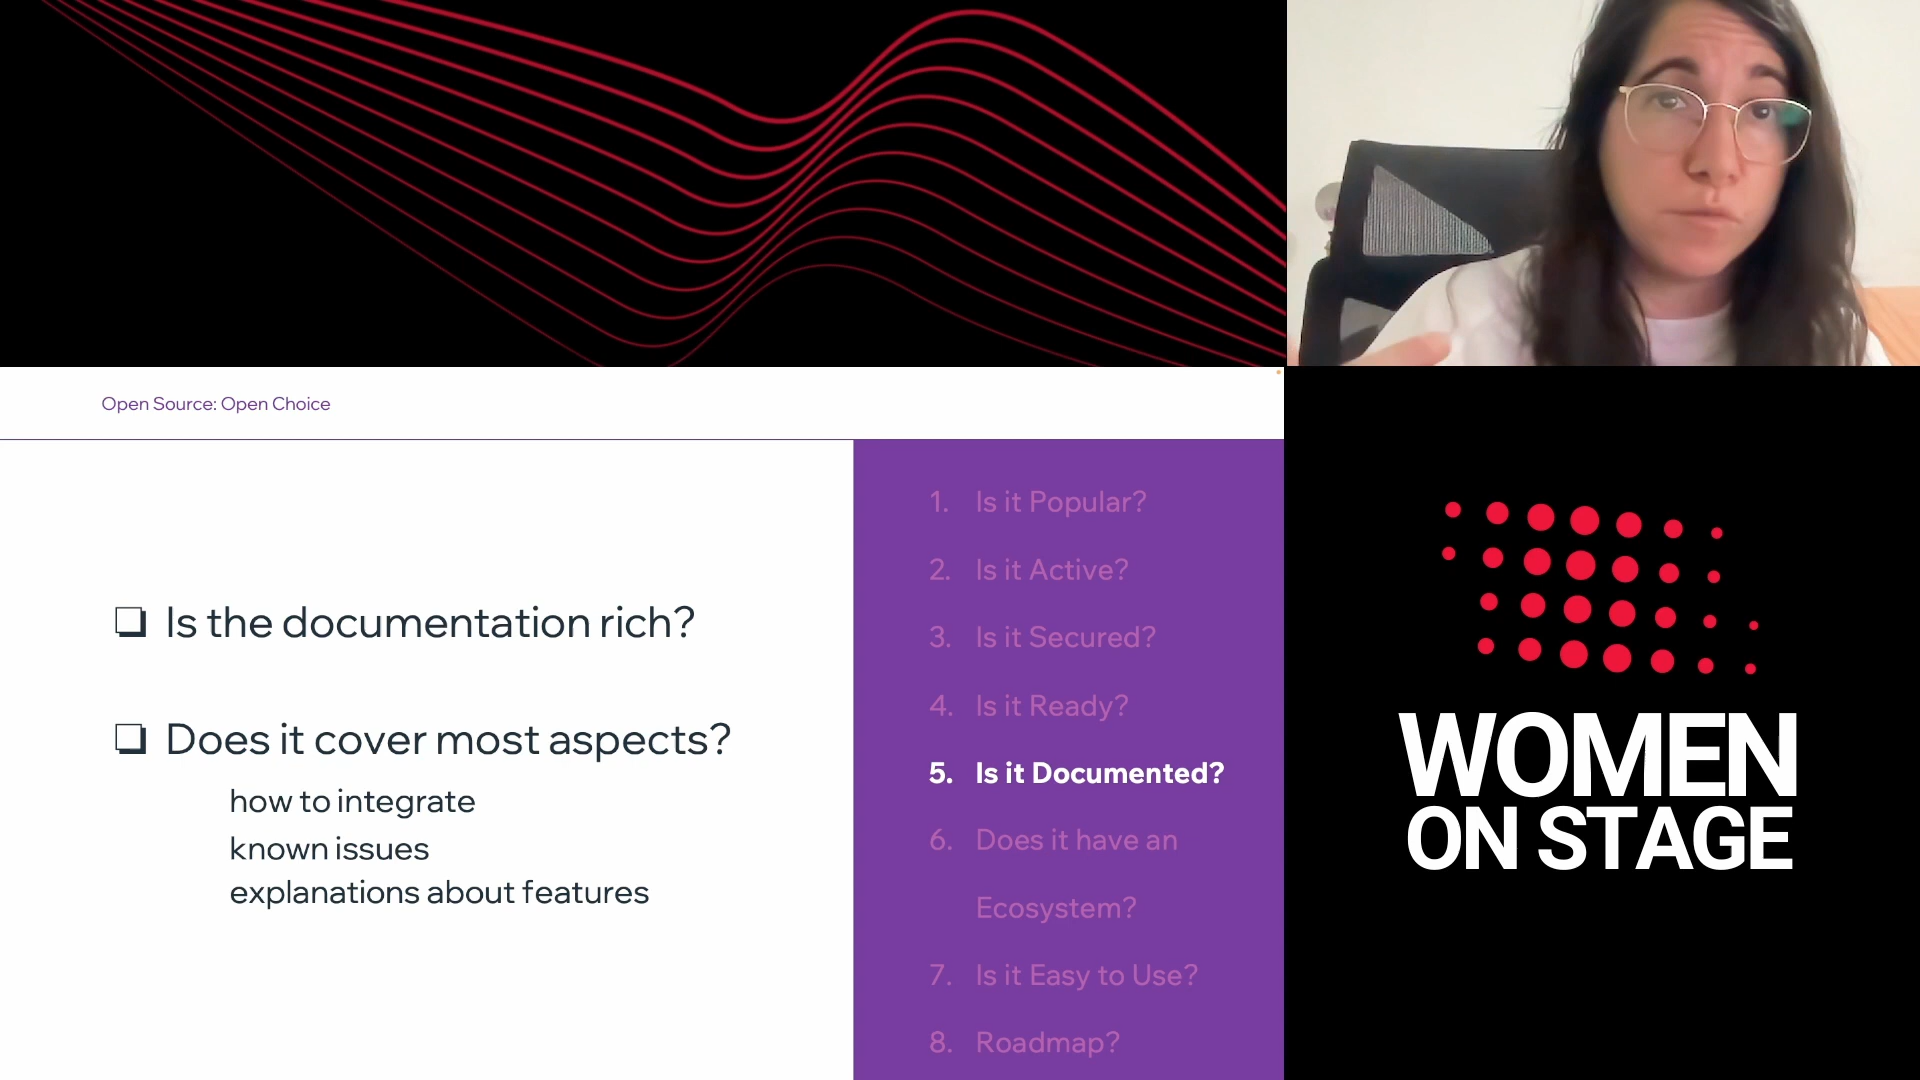 Open Source: Open Choice
❏ Is the documentation rich?
❏ Does it cover most aspects?
how to integrate
known issues
explanations about features
1. Is it Popular?
2. Is it Active?
3. Is it Secured?
4. Is it Ready?
5. Is it Documented?
6. Does it have an
Ecosystem?
7. Is it Easy to Use?
8. Roadmap?
WOMEN
ON STAGE